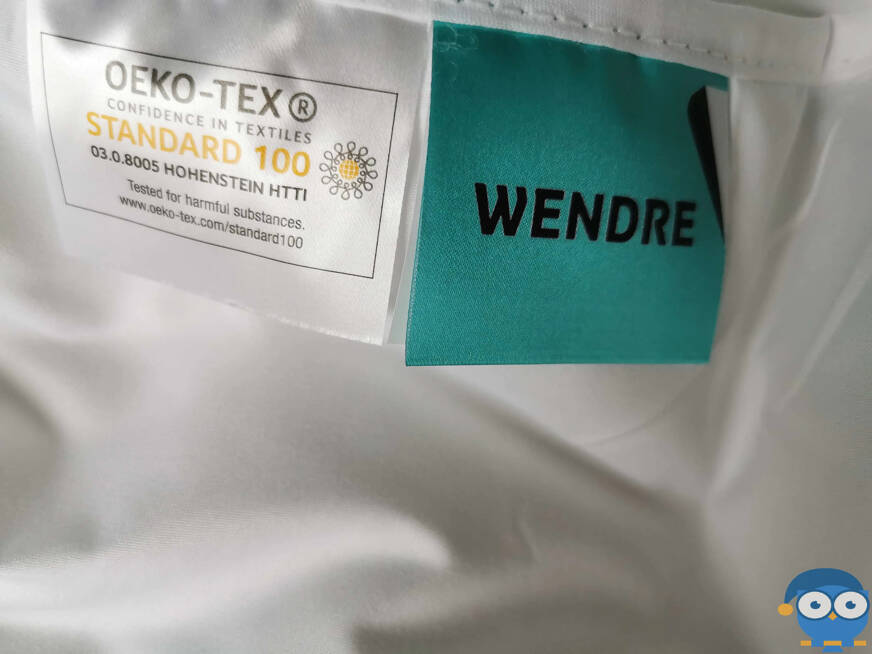 OEKO-TEX®
CONFIDENCE IN TEXTILES
STANDARD 100
03.0.8005 HOHENSTEIN HTTI
Tested for harmful substances.
www.oeko-tex.com/standard100
WENDRE